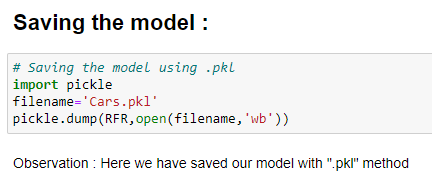 Saving the model :
# Saving the model using .pkl
import pickle
filename='Cars.pkl'
pickle.dump(RFR,open(filename,'wb'))
Observation : Here we have saved our model with ".pkl" method